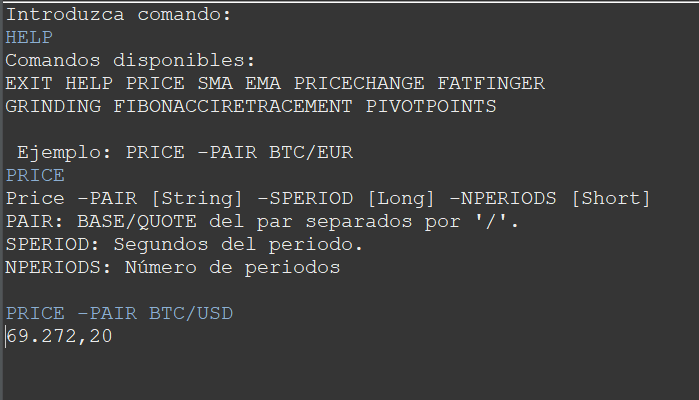 Introduzca comando:
HELP
Comandos disponibles:
EXIT HELP PRICE SMA EMA PRICECHANGE FATFINGER
GRINDING FIBONACCIRETRACEMENT PIVOTPOINTS
Ejemplo: PRICE -PAIR BTC/EUR
PRICE
Price -PAIR [String] -SPERIOD [Long] -NPERIODS [Short]
PAIR: BASE/QUOTE del par separados por '/'.
SPERIOD: Segundos del periodo.
NPERIODS: Número de periodos
PRICE -PAIR BTC/USD
69.272,20